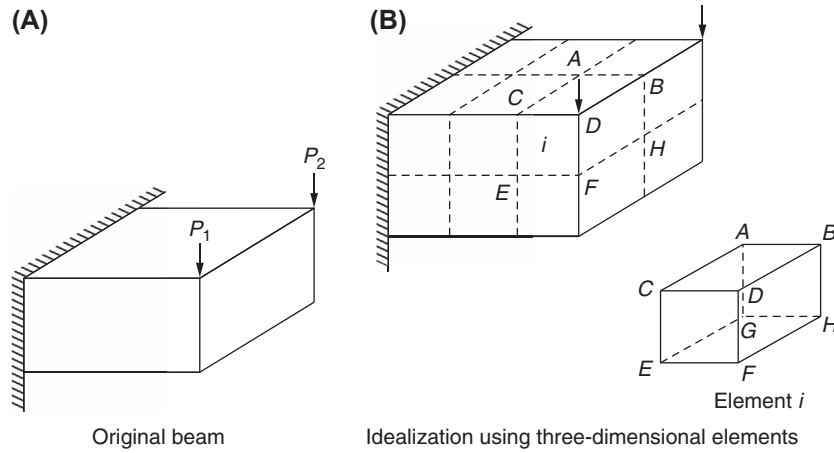 (A)
(B)
P2
P1
A
B
C
D
i
H
E
F
A
B
C
D
G
H
E
F
Element i
Original beam
Idealization using three-dimensional elements